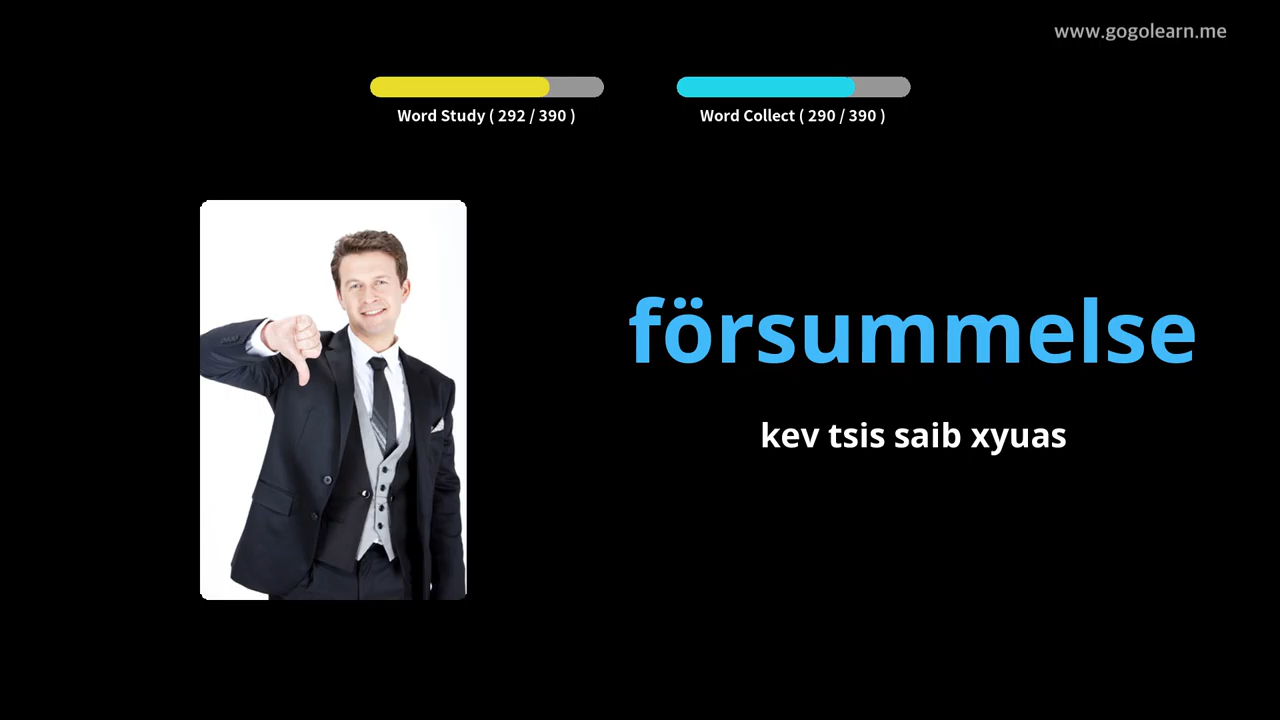 www.gogolearn.me
Word Study ( 292 / 390 )
Word Collect ( 290 / 390 )
försummelse
kev tsis saib xyuas